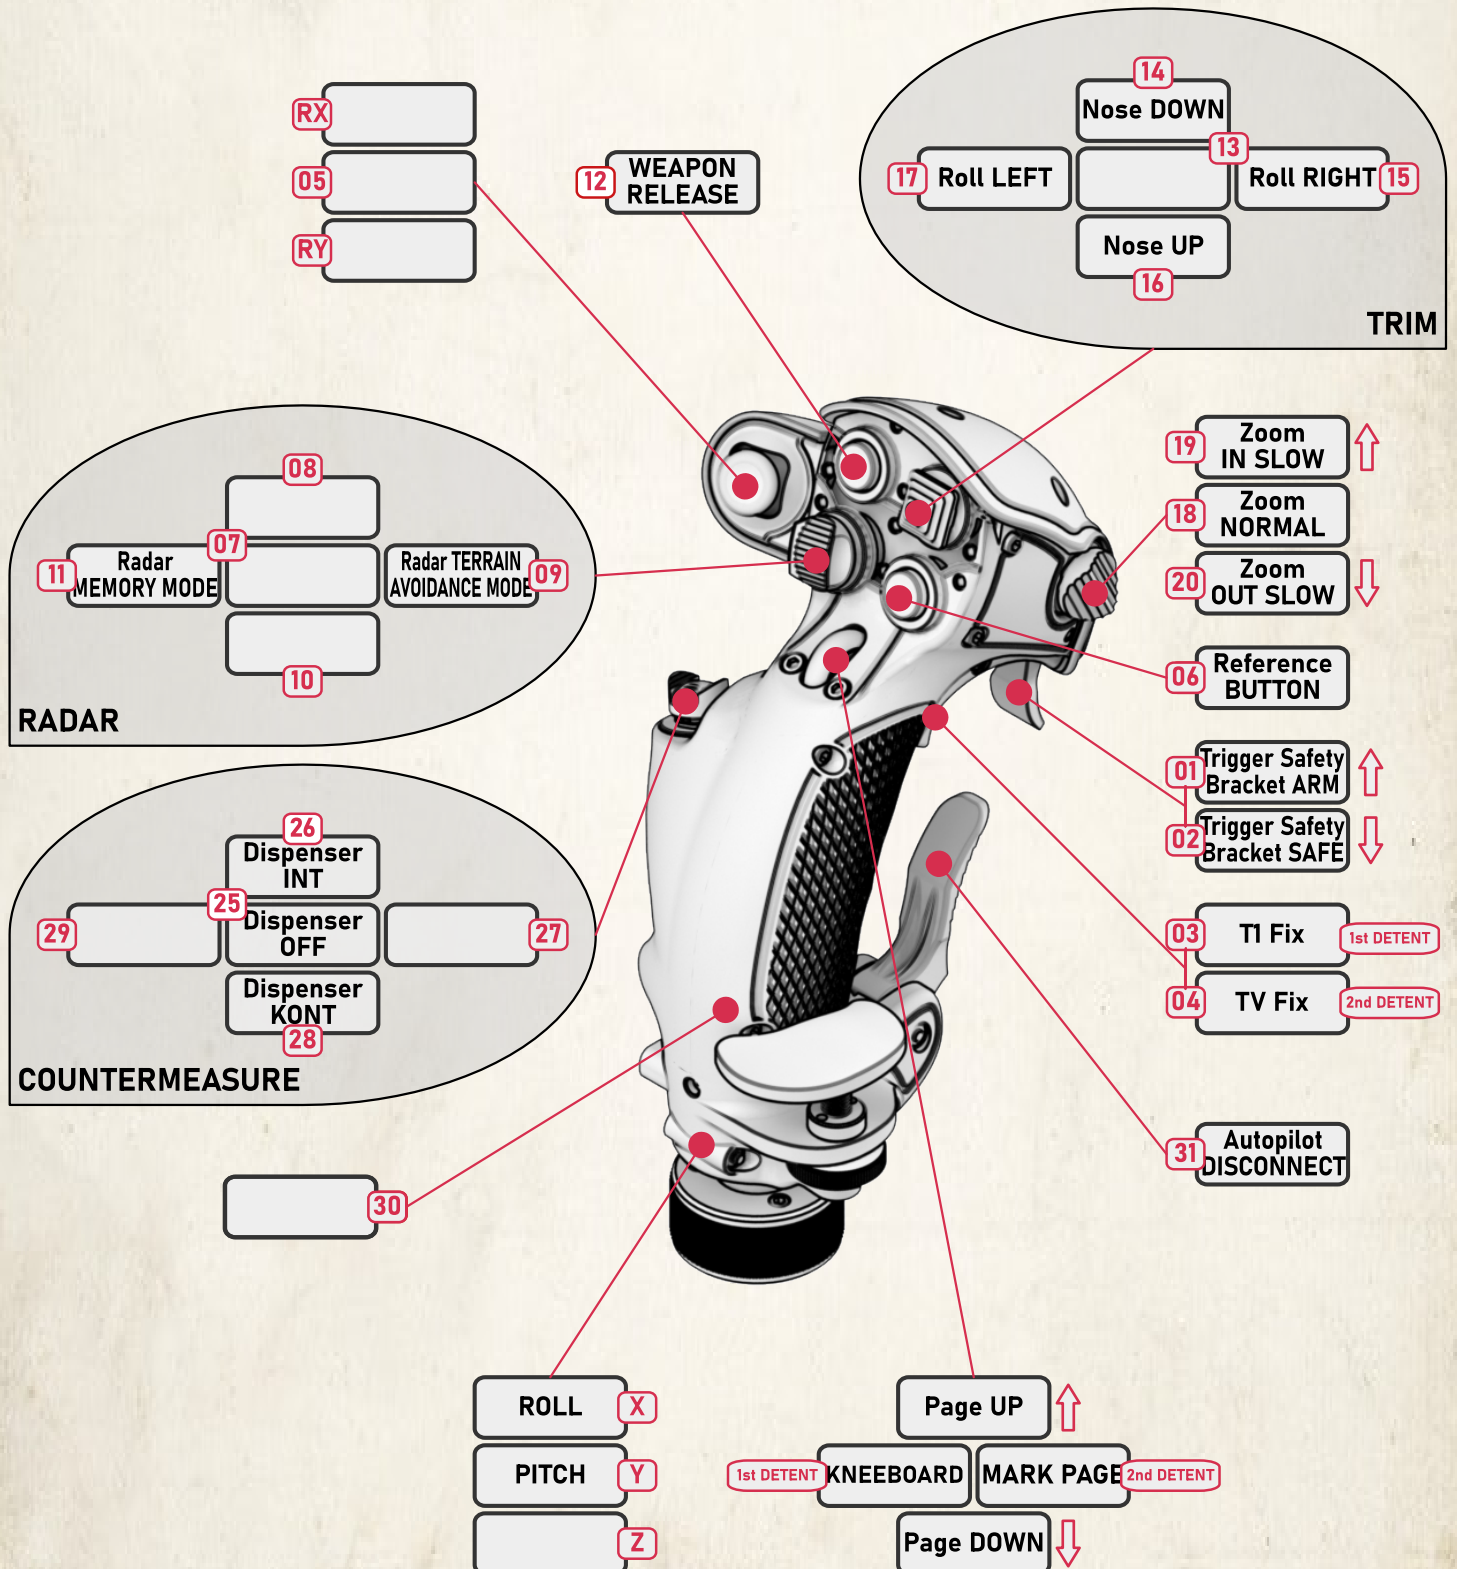 14
Nose DOWN
13
17
Roll LEFT
Roll RIGHT
15
Nose UP
16
TRIM
RX
05
RY
12
WEAPON
RELEASE
08
07
11
Radar
MEMORY MODE
Radar TERRAIN
AVOIDANCE MODE
09
10
RADAR
19
Zoom
IN SLOW
18
Zoom
NORMAL
20
Zoom
OUT SLOW
06
Reference
BUTTON
01
Trigger Safety
Bracket ARM
02
Trigger Safety
Bracket SAFE
26
Dispenser
INT
25
29
Dispenser
OFF
27
Dispenser
KONT
28
COUNTERMEASURE
03
T1 Fix
1st DETENT
04
TV Fix
2nd DETENT
31
Autopilot
DISCONNECT
30
ROLL
X
PITCH
Y
Z
Page UP
1st DETENT
KNEEBOARD
MARK PAGE
2nd DETENT
Page DOWN